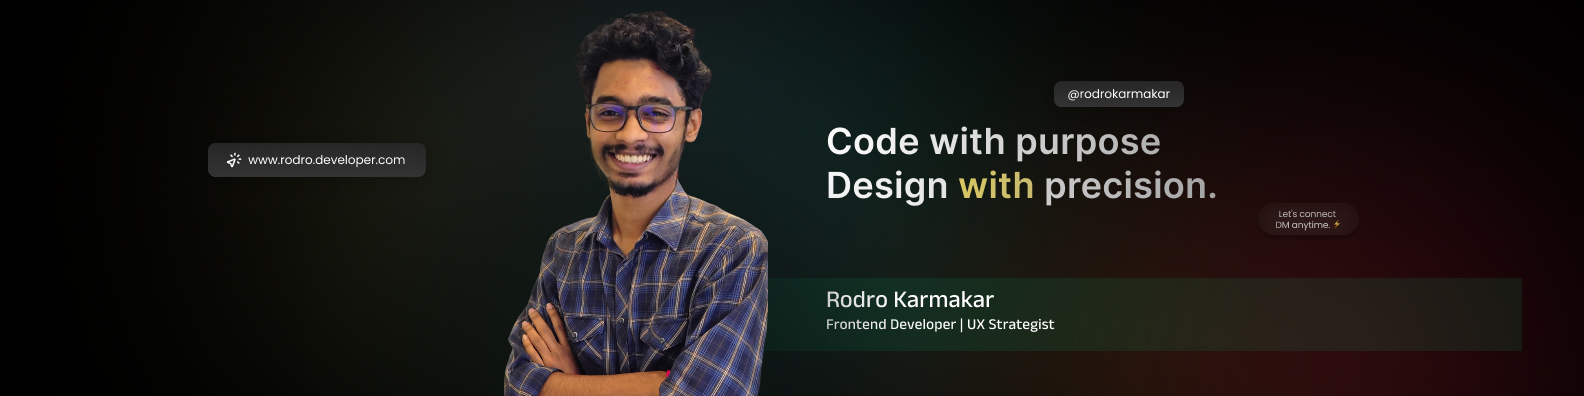 www.rodro.developer.com
@rodrokarmakar
Code with purpose
Design with precision.
Let's connect
DM anytime.⚡
Rodro Karmakar
Frontend Developer | UX Strategist